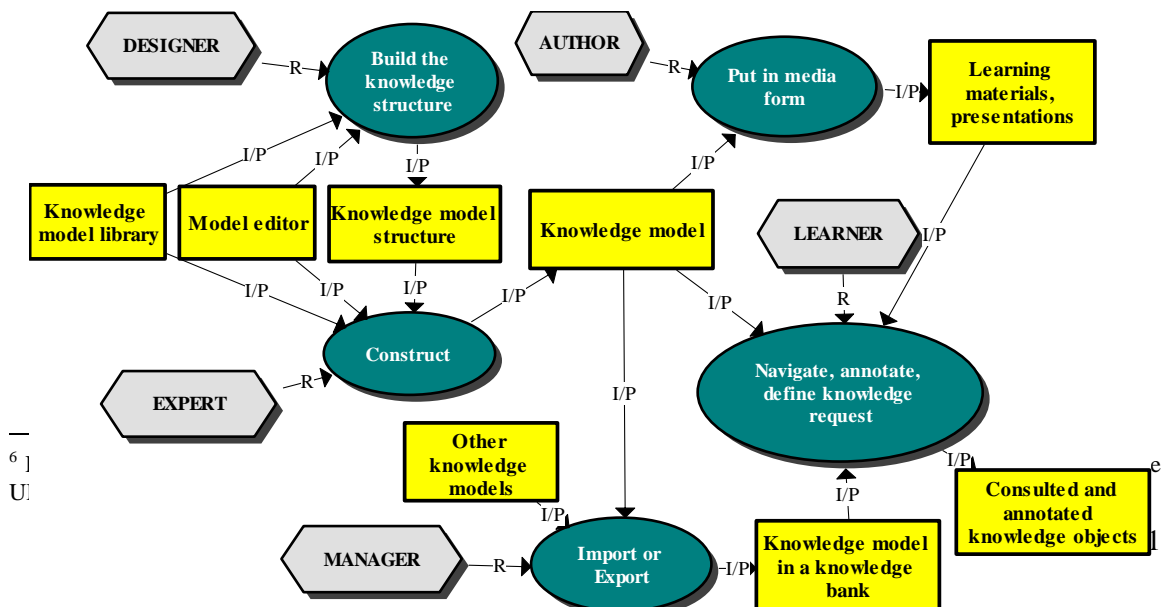 DESIGNER
R
Build the
knowledge
structure
AUTHOR
R
Put in media
form
I/P
Learning
materials,
presentations
I/P
I/P
I/P
I/P
Knowledge
model library
Model editor
Knowledge model
structure
Knowledge model
LEARNER
I/P
I/P
I/P
I/P
I/P
I/P
R
Construct
R
EXPERT
I/P
Navigate, annotate,
define knowledge
request
Other
knowledge
models
I/P
I/P
I/P
Consulted and
annotated
knowledge objects
MANAGER
R
Import or
Export
I/P
Knowledge model
in a knowledge
bank
6
e
1